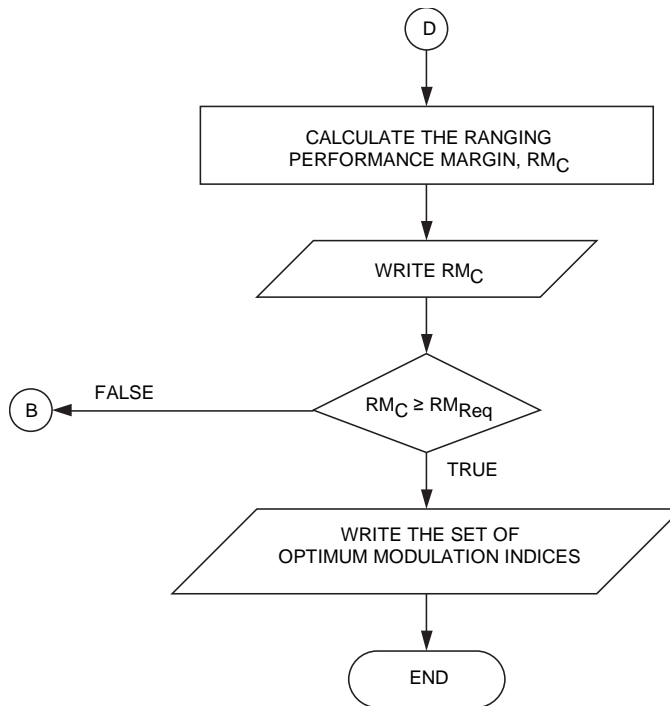 D
CALCULATE THE RANGING
PERFORMANCE MARGIN, RMC
WRITE RMC
FALSE
B
RMC ≥ RMReq
TRUE
WRITE THE SET OF
OPTIMUM MODULATION INDICES
END